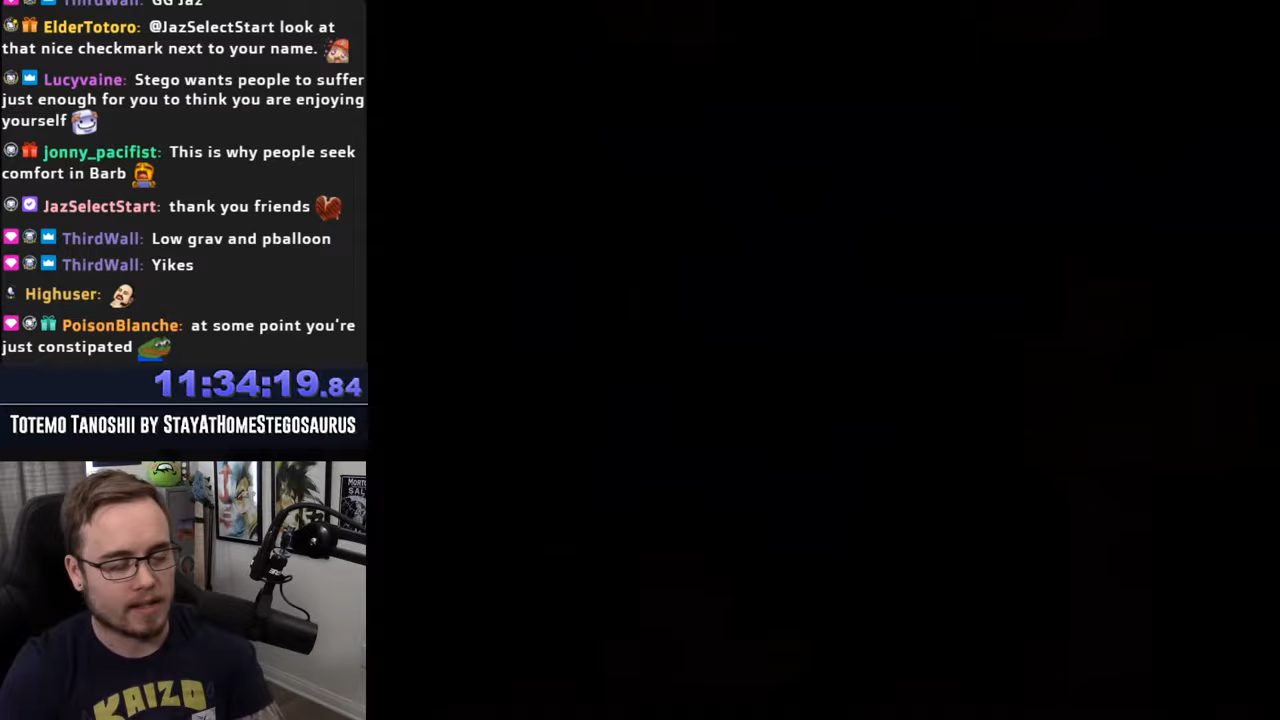 ThirdWall: GG Jaz
ElderTotoro: @JazSelectStart look at
that nice checkmark next to your name.
Lucyvaine: Stego wants people to suffer
just enough for you to think you are enjoying
yourself
jonny_pacifist: This is why people seek
comfort in Barb
JazSelectStart: thank you friends
ThirdWall: Low grav and pballoon
ThirdWall: Yikes
Highuser:
PoisonBlanche: at some point you're
just constipated
11:34:19.84
TOTEMO TANOSHII BY STAYATHOMESTEGOSAURUS
KAIZO